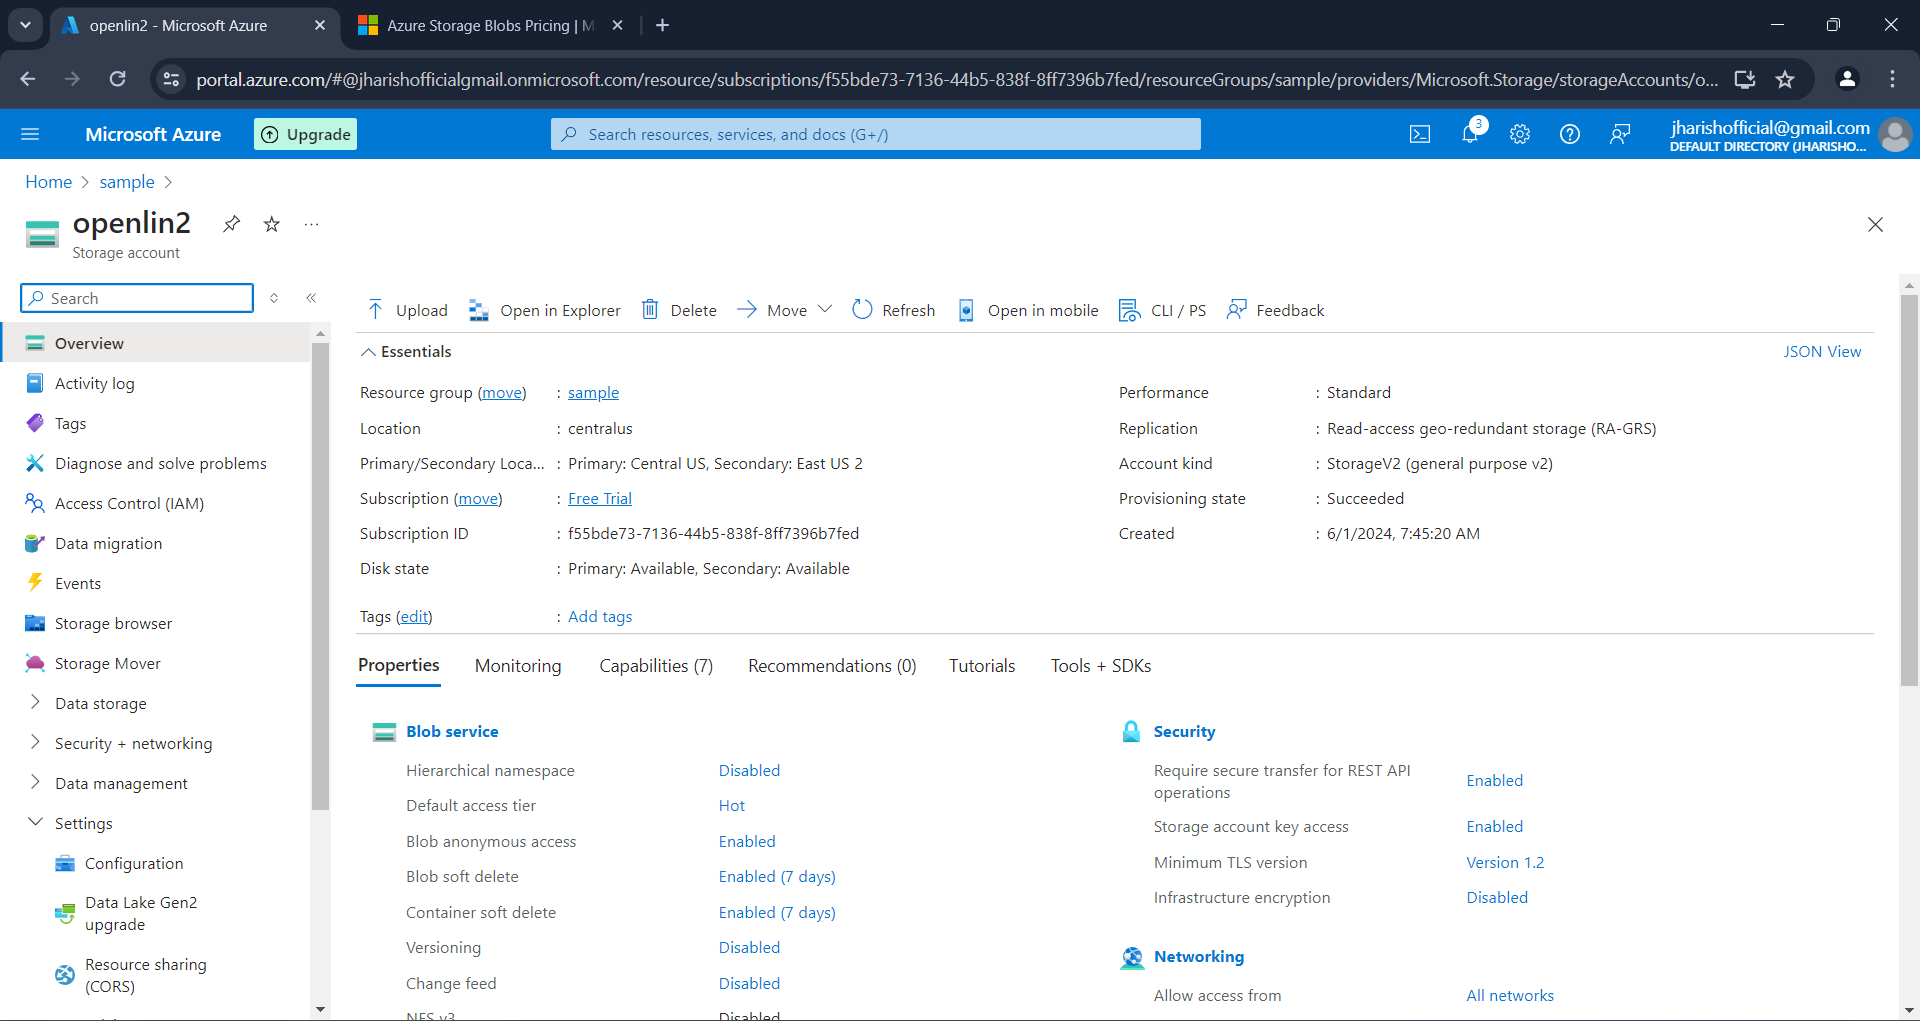 openlin2 - Microsoft Azure
Azure Storage Blobs Pricing | M
portal.azure.com/#@jharishofficialgmail.onmicrosoft.com/resource/subscriptions/f55bde73-7136-44b5-838f-8ff7396b7fed/resourceGroups/sample/providers/Microsoft.Storage/storageAccounts/o...
Microsoft Azure
Upgrade
Search resources, services, and docs (G+/)
3
jharishofficial@gmail.com
DEFAULT DIRECTORY (JHARISHO...
Home > sample >
openlin2
Storage account
Search
Overview
Activity log
Tags
Diagnose and solve problems
Access Control (IAM)
Data migration
Events
Storage browser
Storage Mover
Data storage
Security + networking
Data management
Settings
Configuration
Data Lake Gen2
upgrade
Resource sharing
(CORS)
Upload Open in Explorer Delete Move Refresh Open in mobile CLI / PS Feedback
Essentials
JSON View
Resource group (move) : sample
Location : centralus
Primary/Secondary Loca... : Primary: Central US, Secondary: East US 2
Subscription (move) : Free Trial
Subscription ID : f55bde73-7136-44b5-838f-8ff7396b7fed
Disk state : Primary: Available, Secondary: Available
Tags (edit) : Add tags
Performance : Standard
Replication : Read-access geo-redundant storage (RA-GRS)
Account kind : StorageV2 (general purpose v2)
Provisioning state : Succeeded
Created : 6/1/2024, 7:45:20 AM
Properties Monitoring Capabilities (7) Recommendations (0) Tutorials Tools + SDKs
Blob service
Hierarchical namespace Disabled
Default access tier Hot
Blob anonymous access Enabled
Blob soft delete Enabled (7 days)
Container soft delete Enabled (7 days)
Versioning Disabled
Change feed Disabled
NFS v3 Disabled
Security
Require secure transfer for REST API
operations Enabled
Storage account key access Enabled
Minimum TLS version Version 1.2
Infrastructure encryption Disabled
Networking
Allow access from All networks